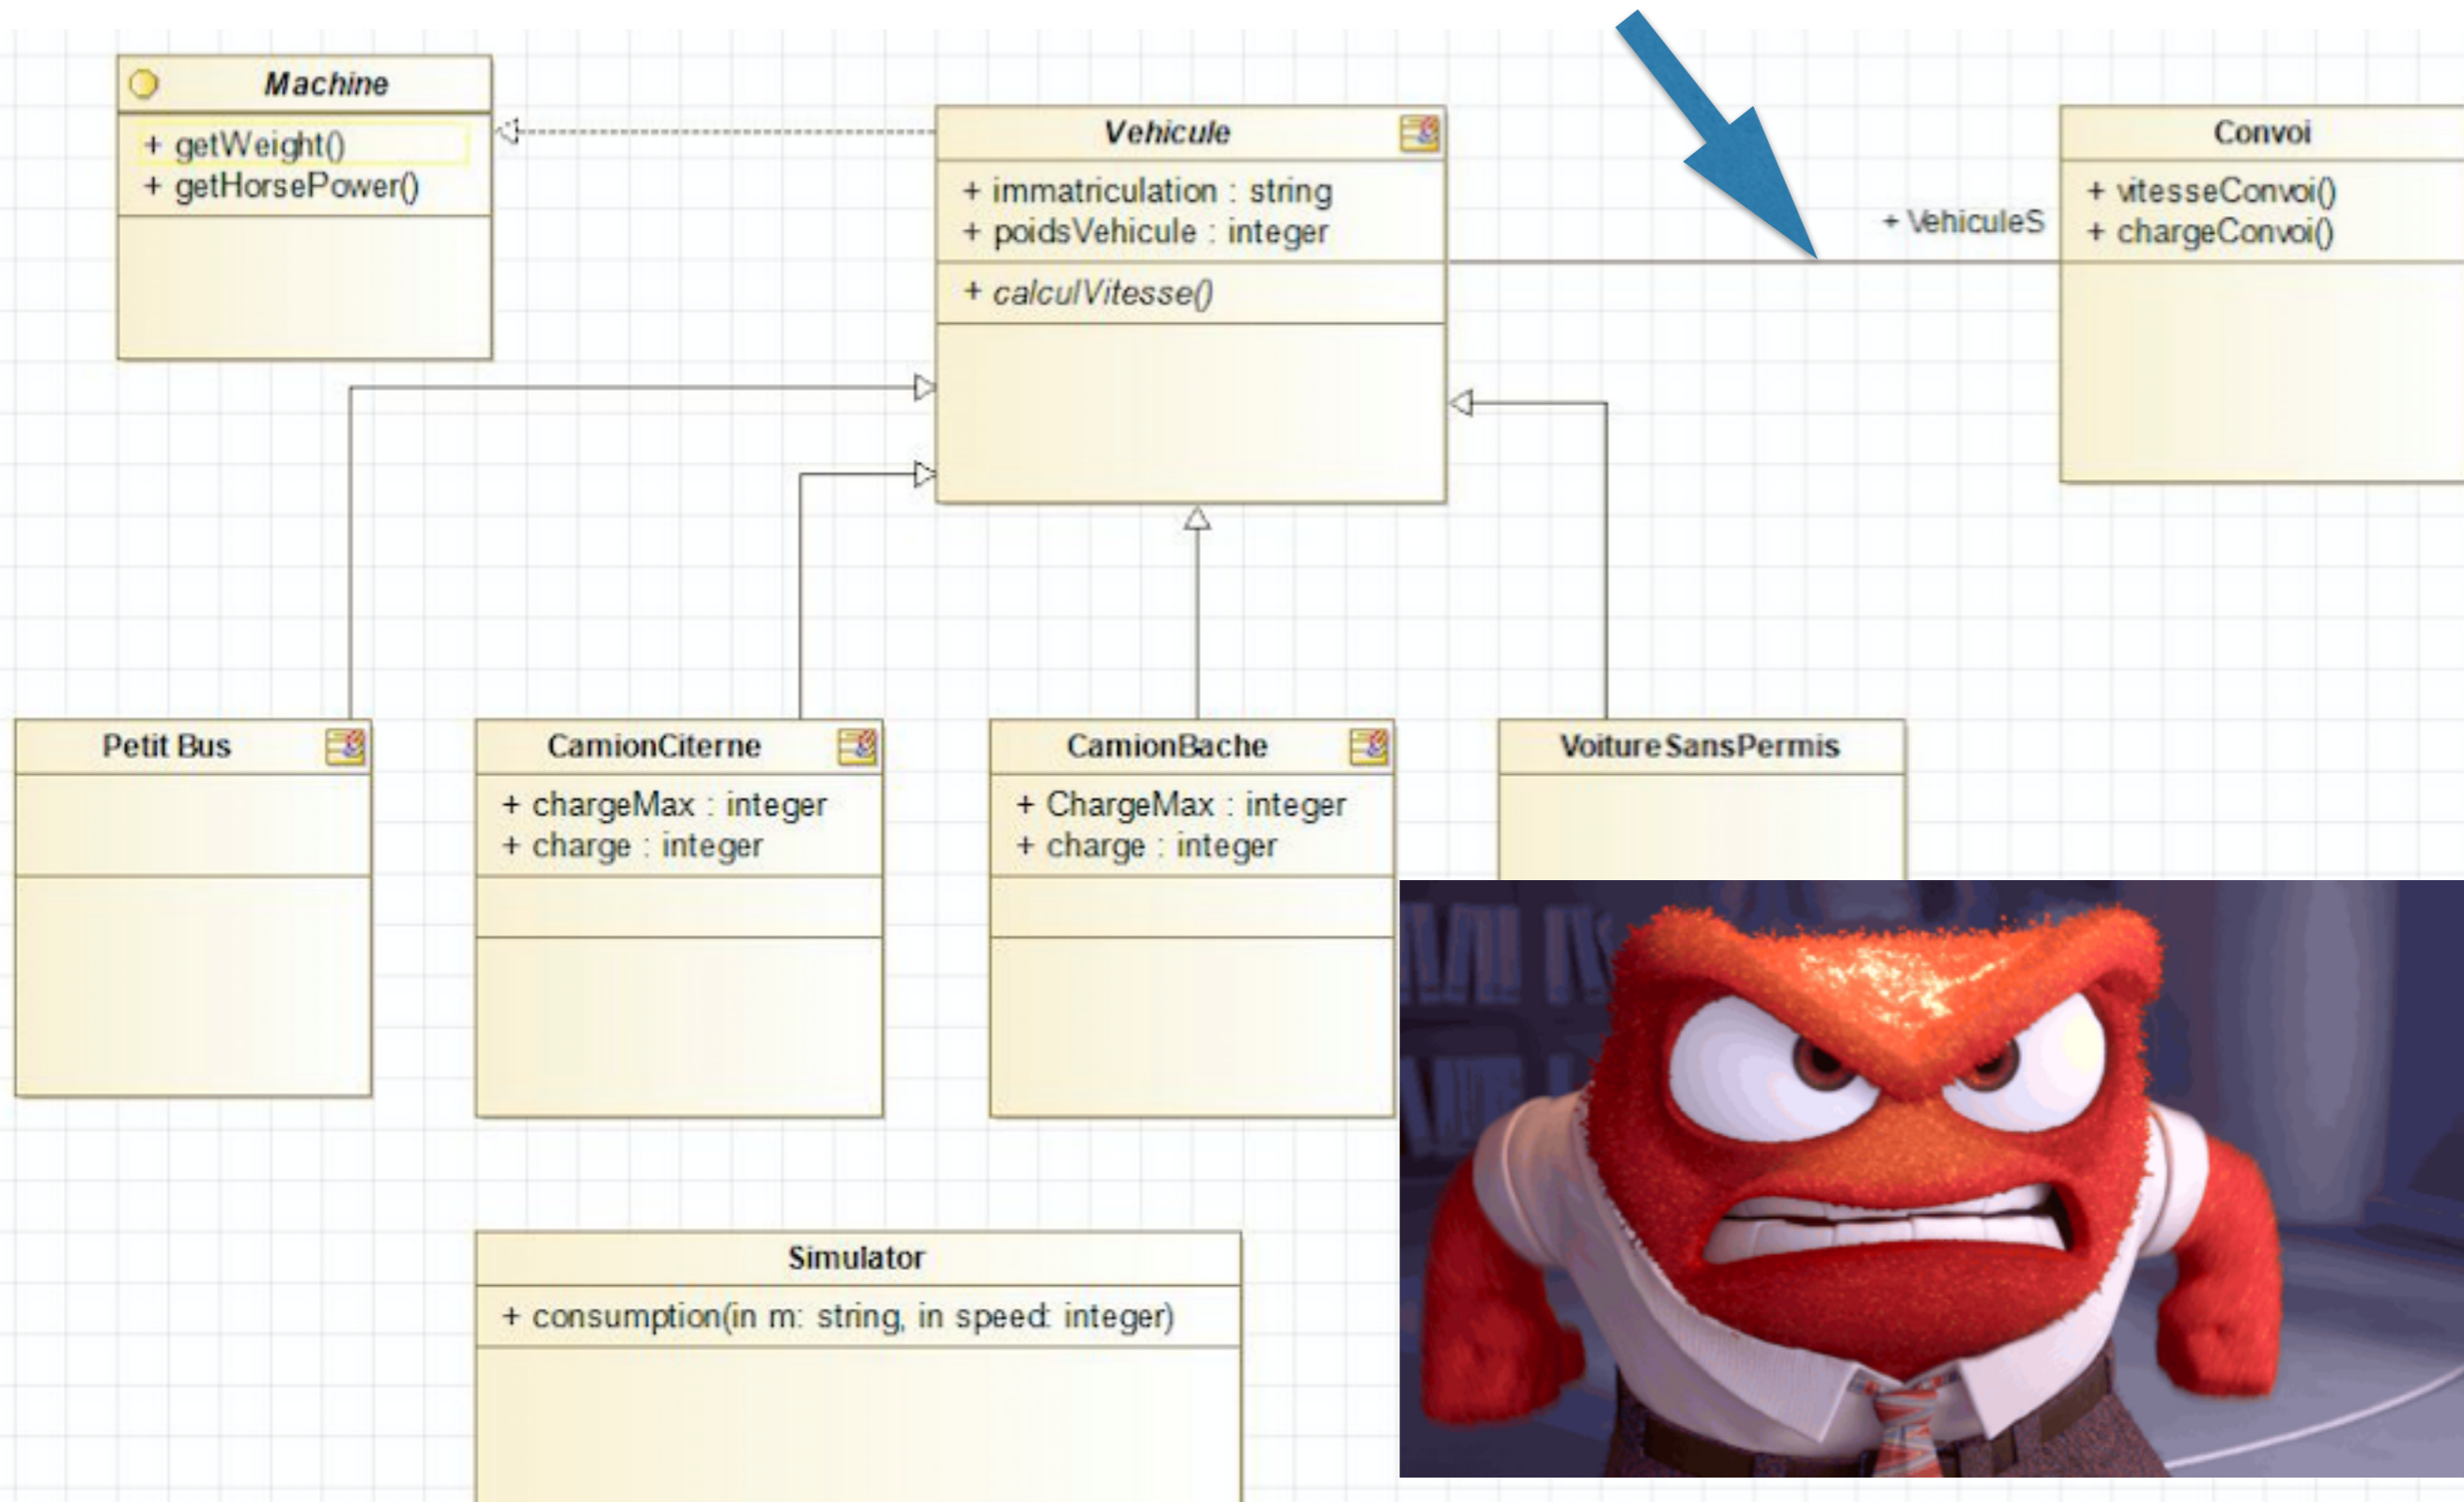 Machine
+ getWeight()
+ getHorsePower()
Vehicule
+ immatriculation : string
+ poidsVehicule : integer
+ calculVitesse()
+ VehiculeS
Convoi
+ vitesseConvoi()
+ chargeConvoi()
Petit Bus
CamionCiterne
+ chargeMax : integer
+ charge : integer
CamionBache
+ ChargeMax : integer
+ charge : integer
VoitureSansPermis
Simulator
+ consumption(in m: string, in speed: integer)